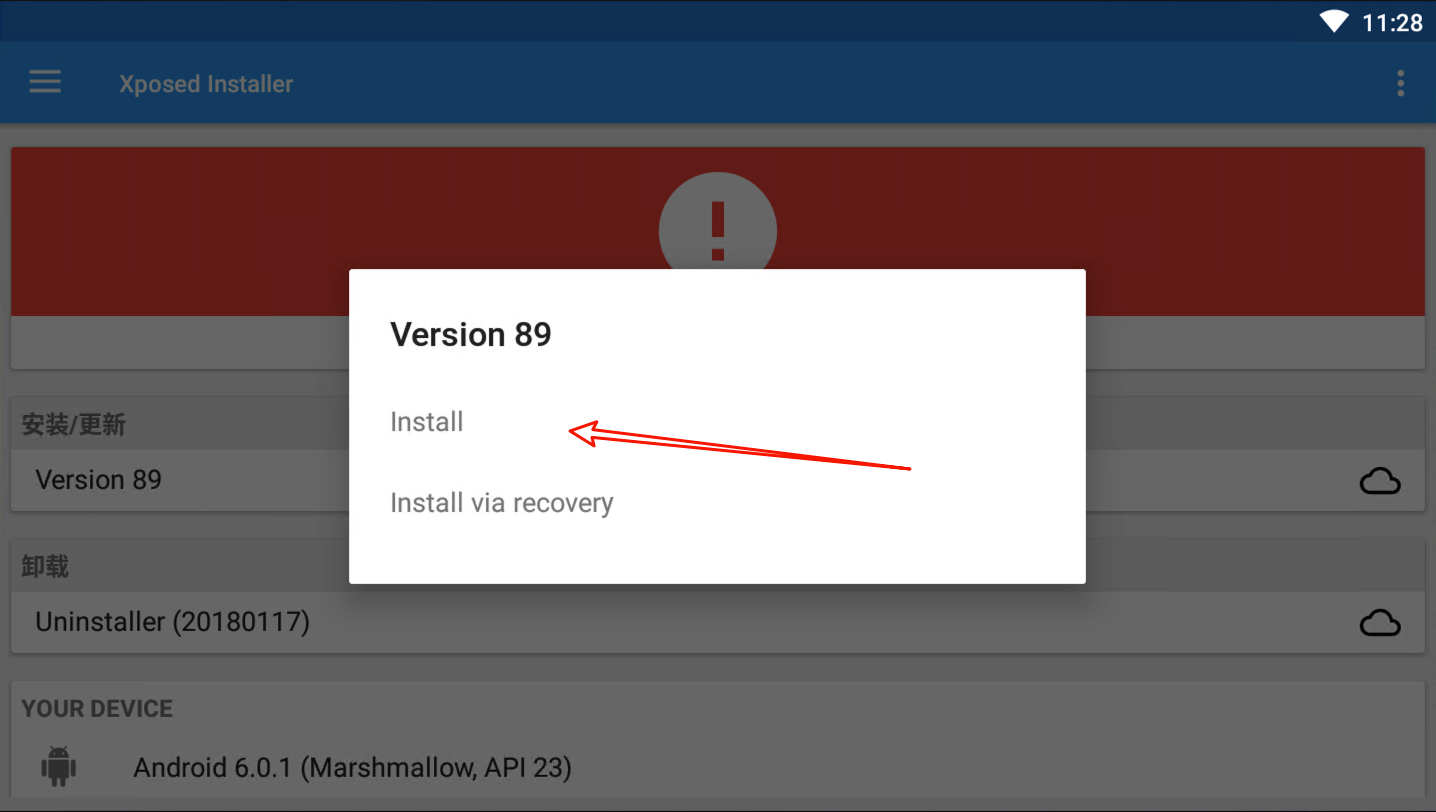 11:28
Xposed Installer
Version 89
Install
Install via recovery
安装/更新
Version 89
卸载
Uninstaller (20180117)
YOUR DEVICE
Android 6.0.1 (Marshmallow, API 23)